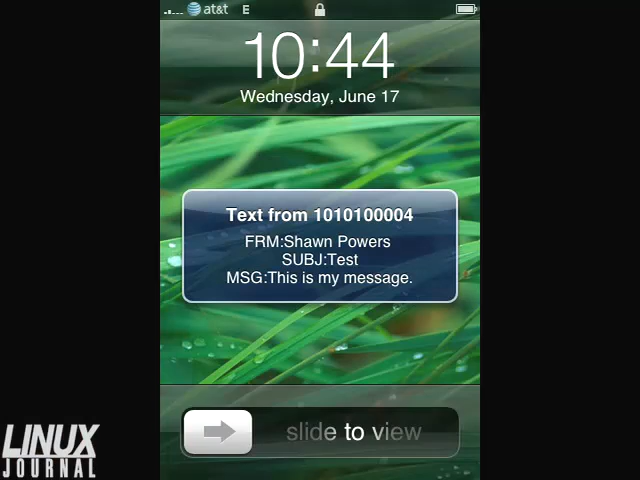 at&t E
10:44
Wednesday, June 17
Text from 1010100004
FRM:Shawn Powers
SUBJ:Test
MSG:This is my message.
slide to view
LINUX
JOURNAL